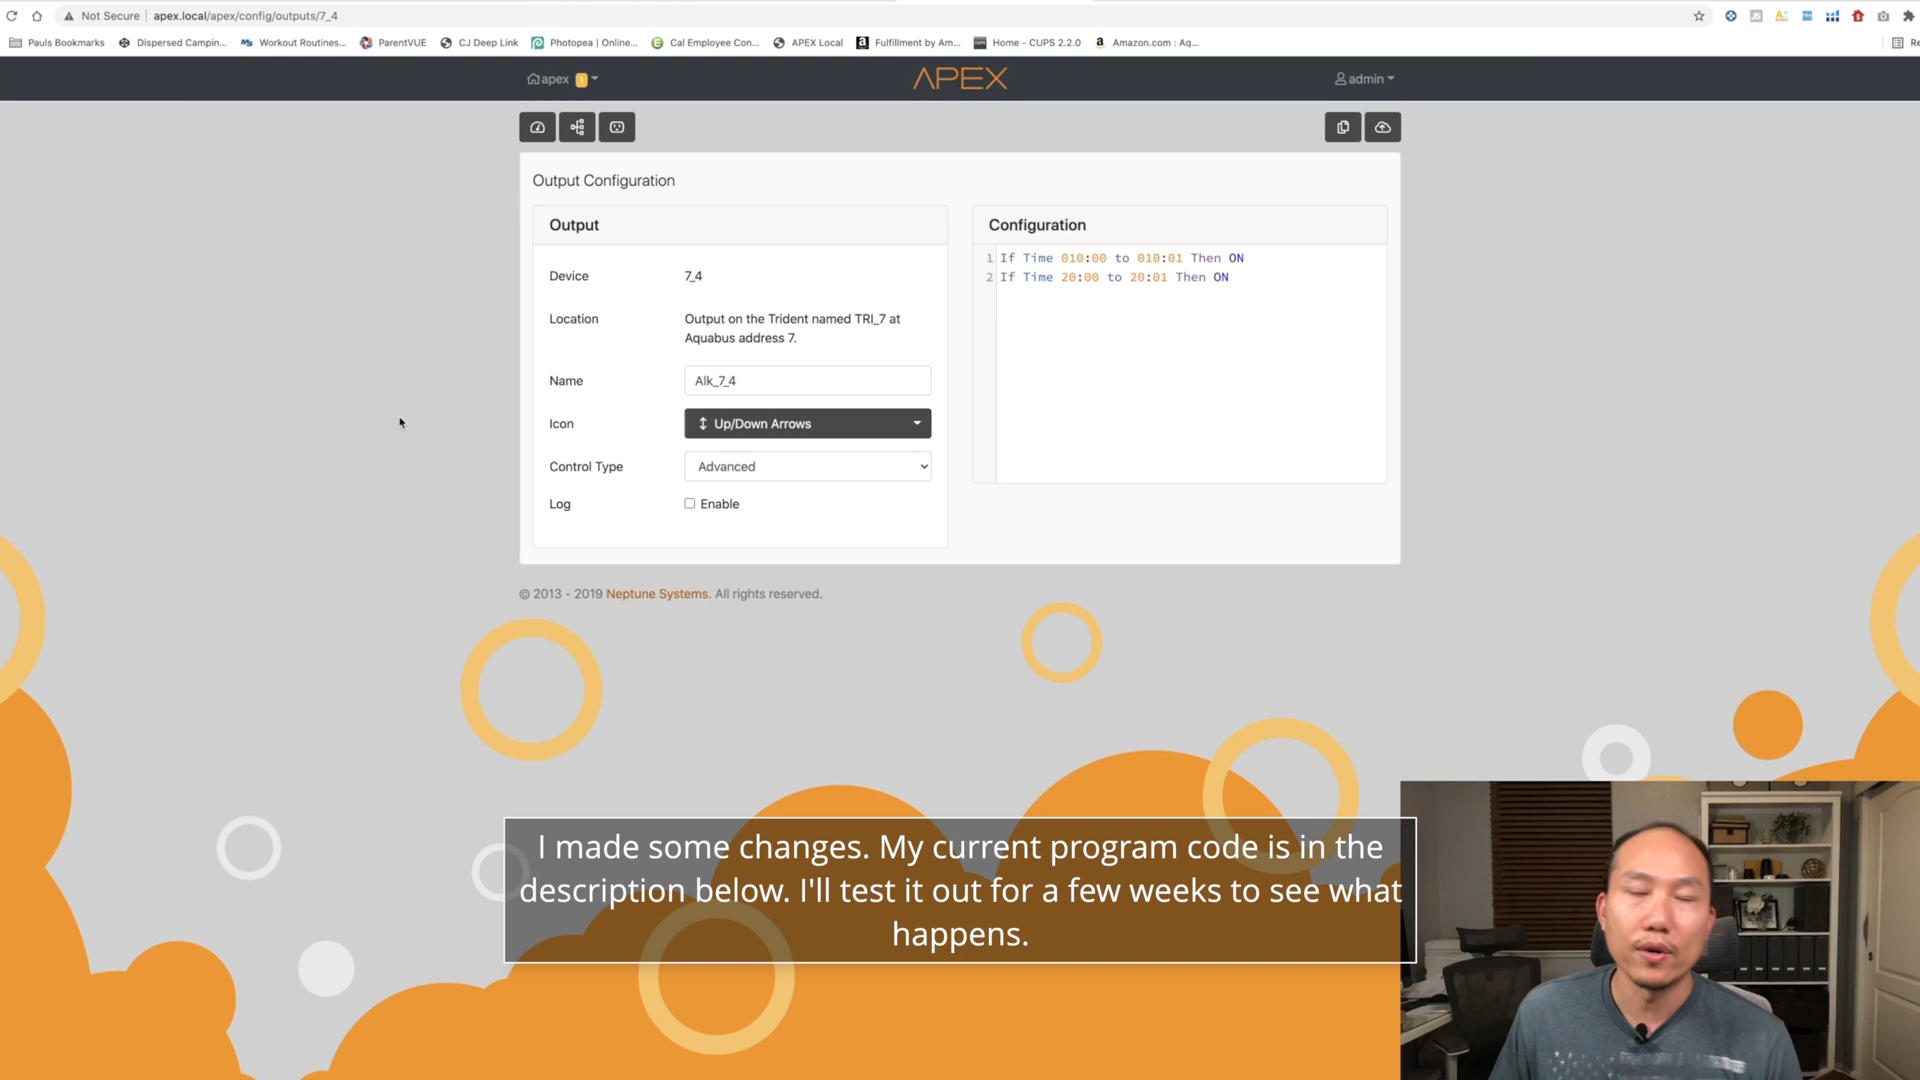 Not Secure
apex.local/apex/config/outputs/7_4
Pauls Bookmarks
Dispersed Campin...
Workout Routines...
ParentVUE
CJ Deep Link
Photopea | Online...
Cal Employee Con...
APEX Local
Fulfillment by Am...
Home - CUPS 2.2.0
Amazon.com : Aq...
apex 1
APEX
admin
Output Configuration
Output
Device
7_4
Location
Output on the Trident named TRI_7 at
Aquabus address 7.
Name
Alk_7_4
Icon
Up/Down Arrows
Control Type
Advanced
Log
Enable
Configuration
1 If Time 010:00 to 010:01 Then ON
2 If Time 20:00 to 20:01 Then ON
© 2013 - 2019 Neptune Systems. All rights reserved.
I made some changes. My current program code is in the
description below. I'll test it out for a few weeks to see what
happens.